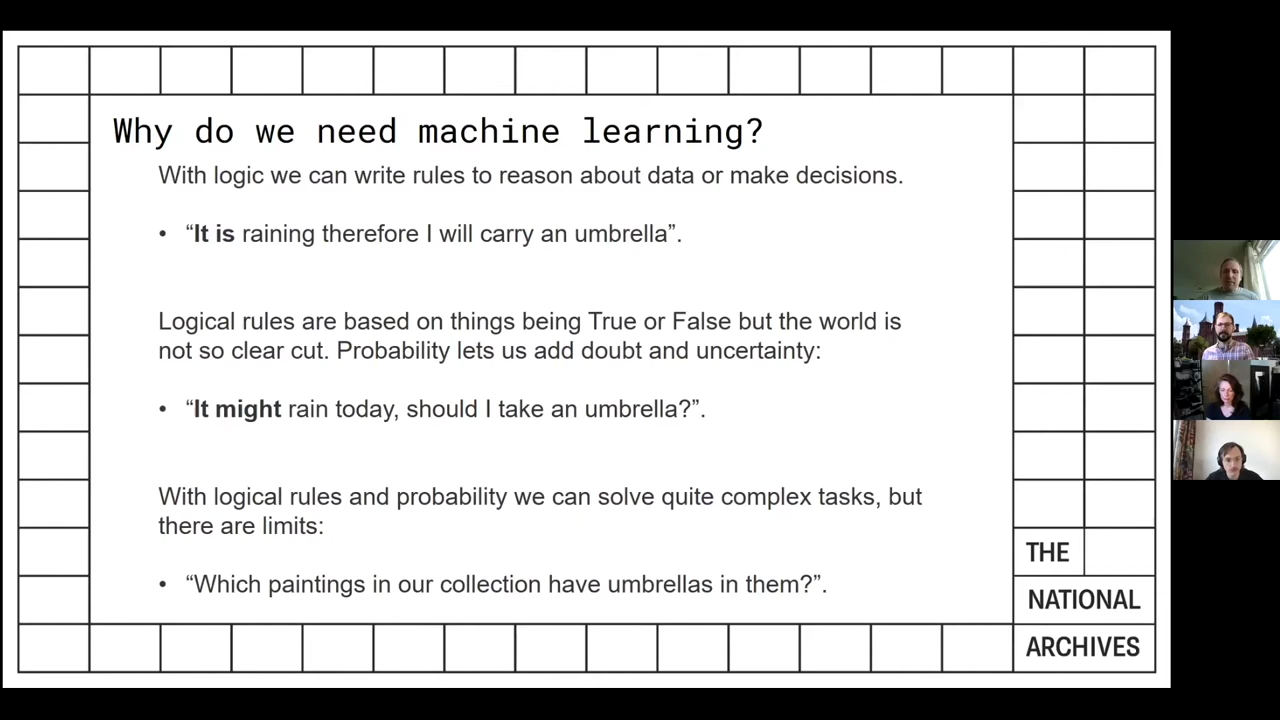 Why do we need machine learning?
With logic we can write rules to reason about data or make decisions.
• “It is raining therefore I will carry an umbrella”.
Logical rules are based on things being True or False but the world is
not so clear cut. Probability lets us add doubt and uncertainty:
• “It might rain today, should I take an umbrella?”.
With logical rules and probability we can solve quite complex tasks, but
there are limits:
• “Which paintings in our collection have umbrellas in them?”.
THE
NATIONAL
ARCHIVES